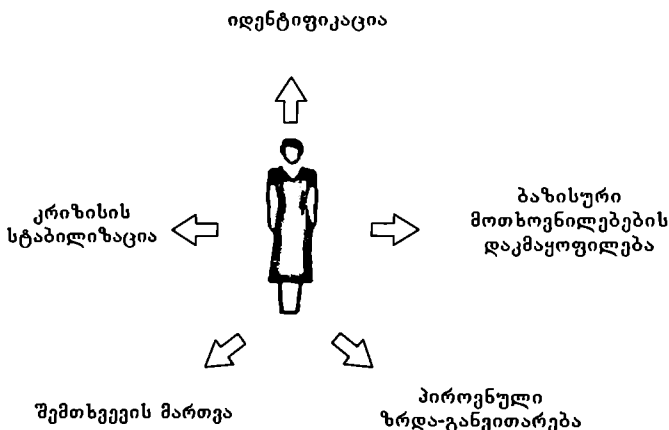 იდენტიფიკაცია
კრიზისის
სტაბილიზაცია
ბაზისური
მოთხოვნილებების
დაკმაყოფილება
შემთხვევის მართვა
პიროვნული
ზრდა-განვითარება